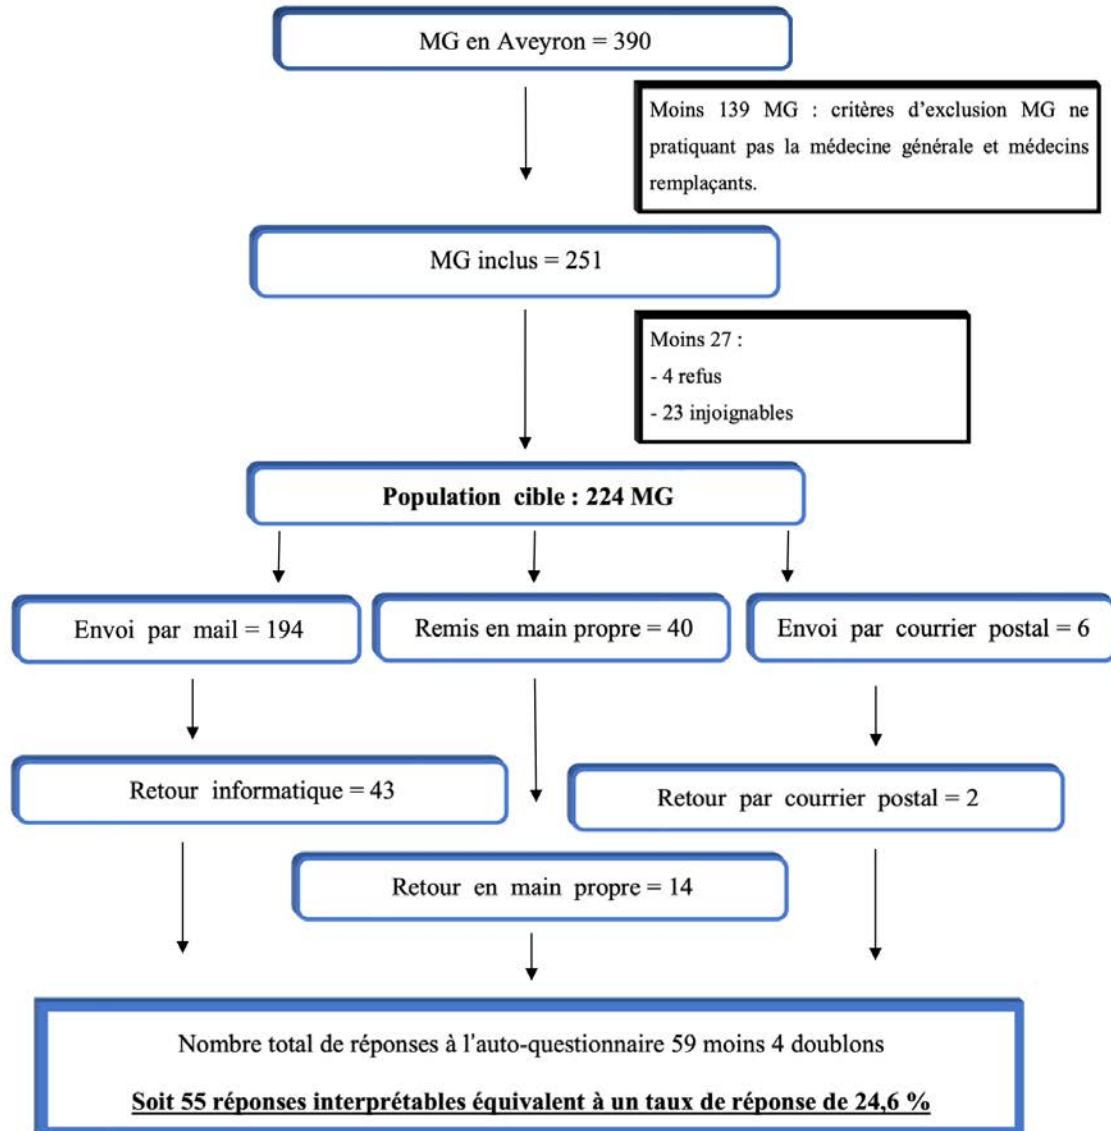 MG en Aveyron = 390
Moins 139 MG : critères d'exclusion MG ne
pratiquant pas la médecine générale et médecins
remplaçants.
MG inclus = 251
Moins 27 :
- 4 refus
- 23 injoignables
Population cible : 224 MG
Envoi par mail = 194
Remis en main propre = 40
Envoi par courrier postal = 6
Retour informatique = 43
Retour par courrier postal = 2
Retour en main propre = 14
Nombre total de réponses à l'auto-questionnaire 59 moins 4 doublons
Soit 55 réponses interprétables équivalent à un taux de réponse de 24,6 %